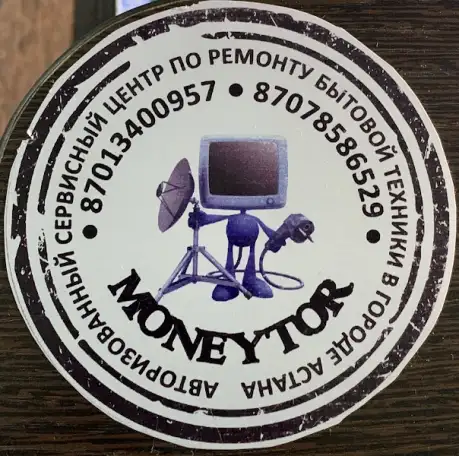 АВТОРИЗОВАННЫЙ СЕРВИСНЫЙ ЦЕНТР ПО РЕМОНТУ БЫТОВОЙ ТЕХНИКИ В ГОРОДЕ АСТАНА
• 87013400957 • 87078586529 •
MONEYTOR